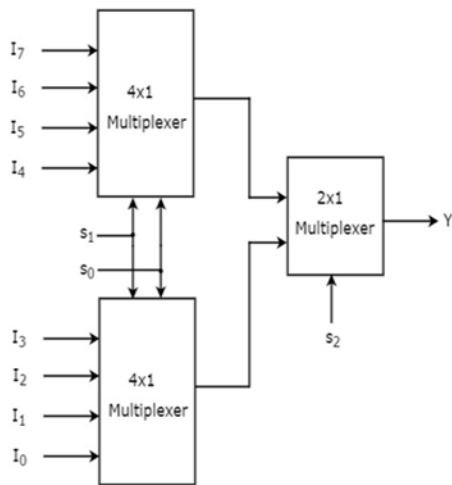 I₇
I₆
I₅
I₄
4x1
Multiplexer
s₁
s₀
I₃
I₂
I₁
I₀
4x1
Multiplexer
2x1
Multiplexer
s₂
Y